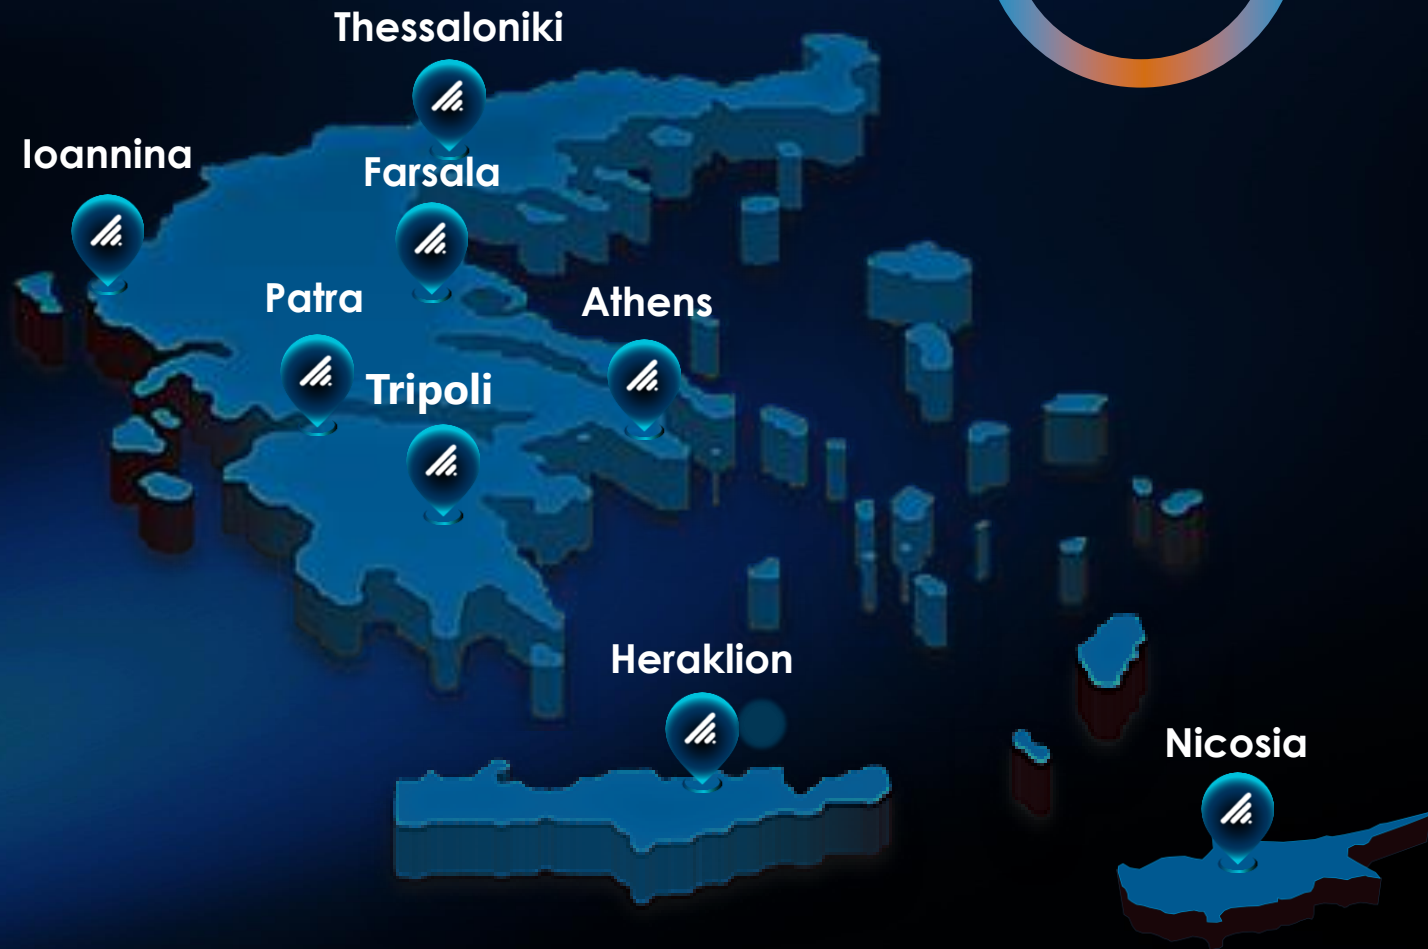 Thessaloniki
Ioannina
Farsala
Patra
Athens
Tripoli
Heraklion
Nicosia